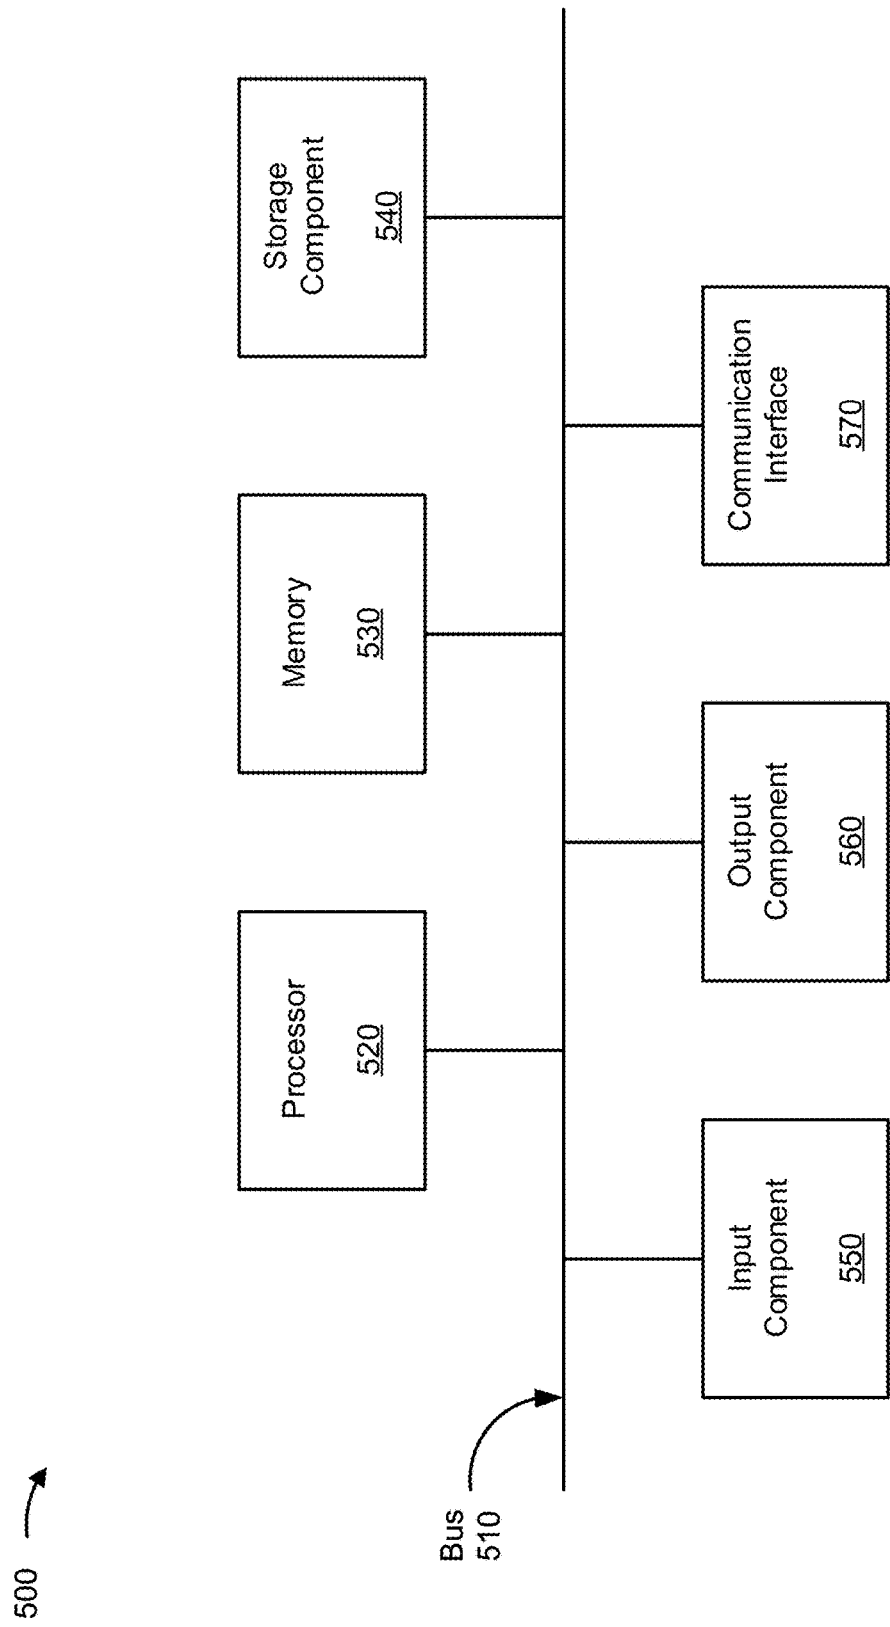 500
Processor
520
Memory
530
Storage
Component
540
Bus
510
Input
Component
550
Output
Component
560
Communication
Interface
570